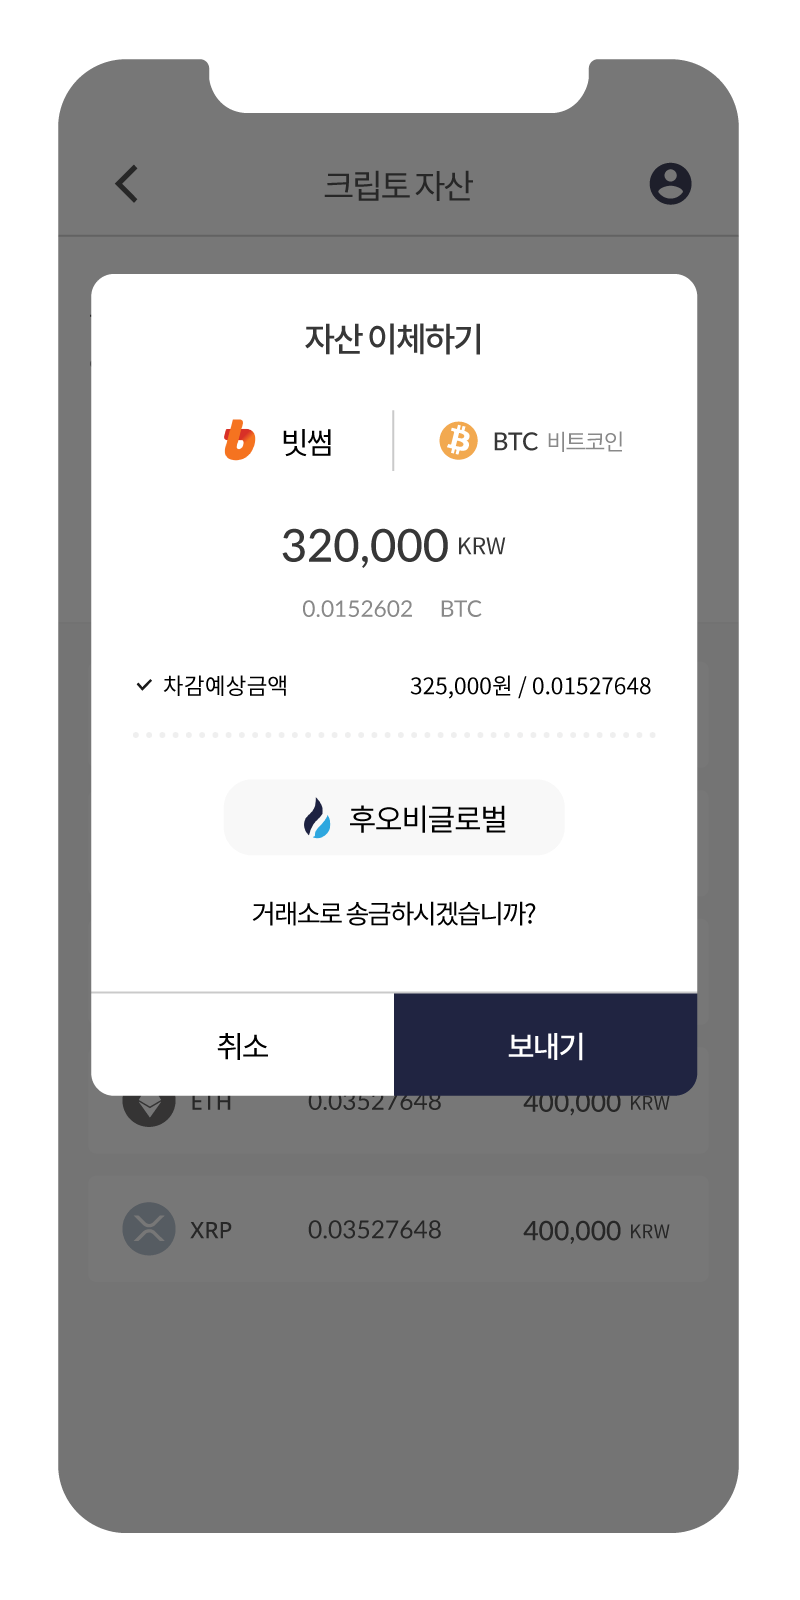 크립토 자산
자산 이체하기
빗썸 BTC 비트코인
320,000 KRW
0.0152602 BTC
차감예상금액 325,000원 / 0.01527648
후오비글로벌
거래소로 송금하시겠습니까?
취소 보내기
ETH 0.03527648 400,000 KRW
XRP 0.03527648 400,000 KRW